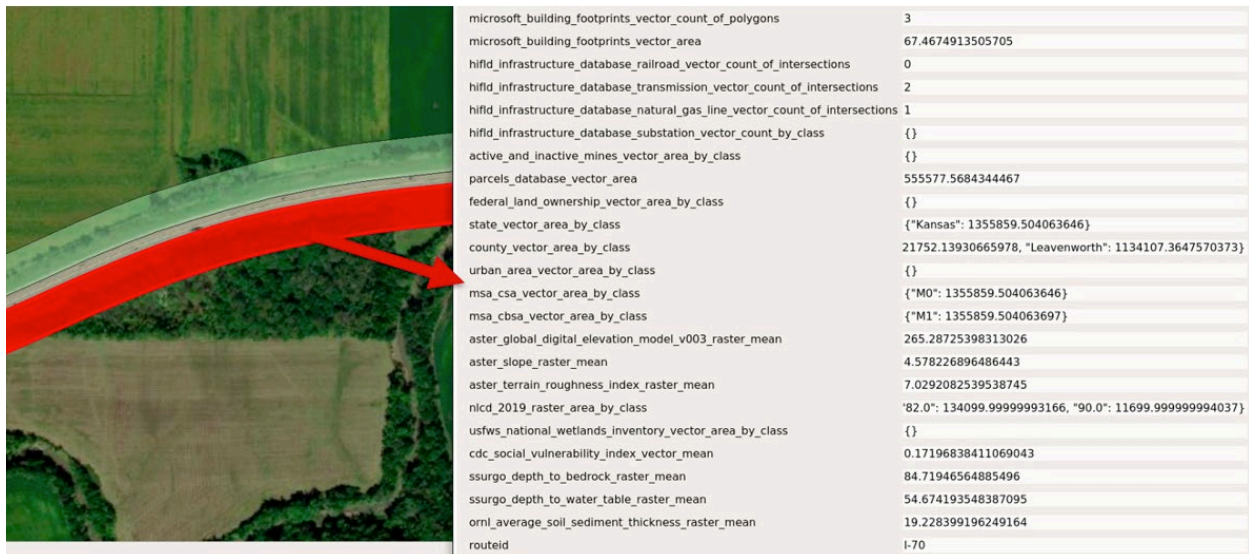 microsoft_building_footprints_vector_count_of_polygons 3
microsoft_building_footprints_vector_area 67.4674913505705
hifld_infrastructure_database_railroad_vector_count_of_intersections 0
hifld_infrastructure_database_transmission_vector_count_of_intersections 2
hifld_infrastructure_database_natural_gas_line_vector_count_of_intersections 1
hifld_infrastructure_database_substation_vector_count_by_class {}
active_and_inactive_mines_vector_area_by_class {}
parcels_database_vector_area 555577.5684344467
federal_land_ownership_vector_area_by_class {}
state_vector_area_by_class {"Kansas": 1355859.504063646}
county_vector_area_by_class 21752.13930665978, "Leavenworth": 1134107.3647570373}
urban_area_vector_area_by_class {}
msa_csa_vector_area_by_class {"M0": 1355859.504063646}
msa_cbsa_vector_area_by_class {"M1": 1355859.504063697}
aster_global_digital_elevation_model_v003_raster_mean 265.28725398313026
aster_slope_raster_mean 4.578226896486443
aster_terrain_roughness_index_raster_mean 7.0292082539538745
nlcd_2019_raster_area_by_class '82.0": 134099.99999993166, "90.0": 11699.999999994037}
usfws_national_wetlands_inventory_vector_area_by_class {}
cdc_social_vulnerability_index_vector_mean 0.17196838411069043
ssurgo_depth_to_bedrock_raster_mean 84.71946564885496
ssurgo_depth_to_water_table_raster_mean 54.674193548387095
ornl_average_soil_sediment_thickness_raster_mean 19.228399196249164
routeid I-70